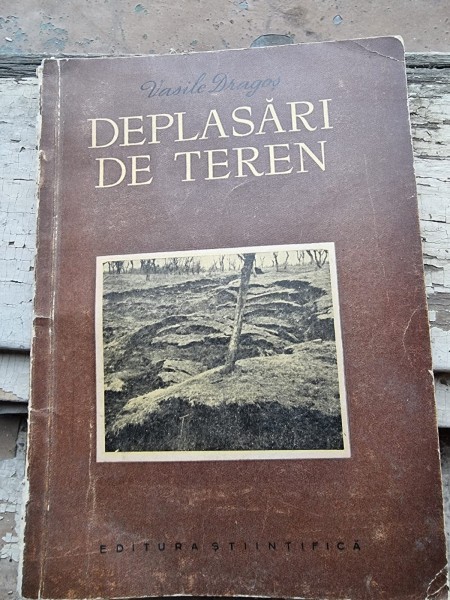 Vasile Dragoș
DEPLASĂRI
DE TEREN
EDITURA ȘTIINȚIFICĂ